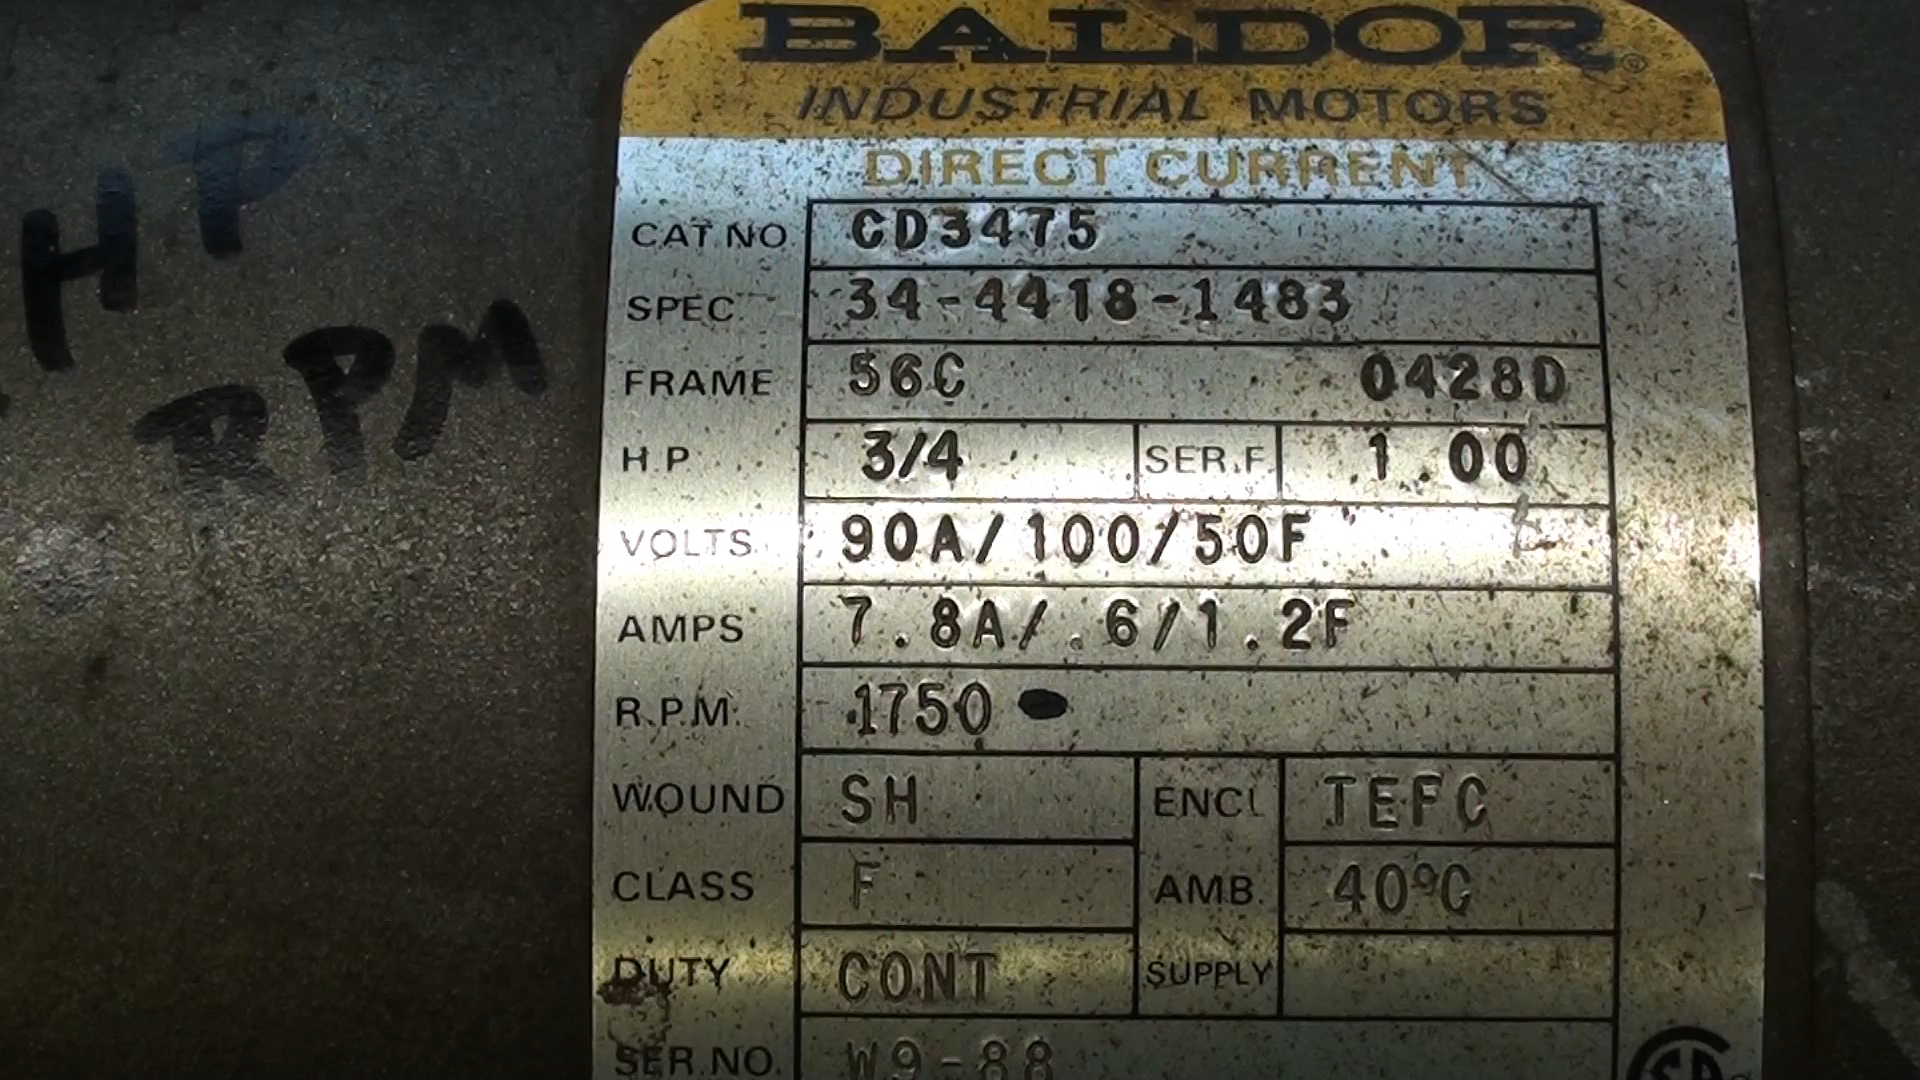 BALDOR®
INDUSTRIAL MOTORS
DIRECT CURRENT
CAT NO. CD3475
SPEC. 34-4418-1483
FRAME 56C 0428D
H.P. 3/4 SER.F. 1.00
VOLTS 90A/100/50F
AMPS 7.8A/.6/1.2F
R.P.M. 1750
WOUND SH ENCL TEFC
CLASS F AMB. 40ºC
DUTY CONT SUPPLY
SER.NO. W9-88
HP
RPM